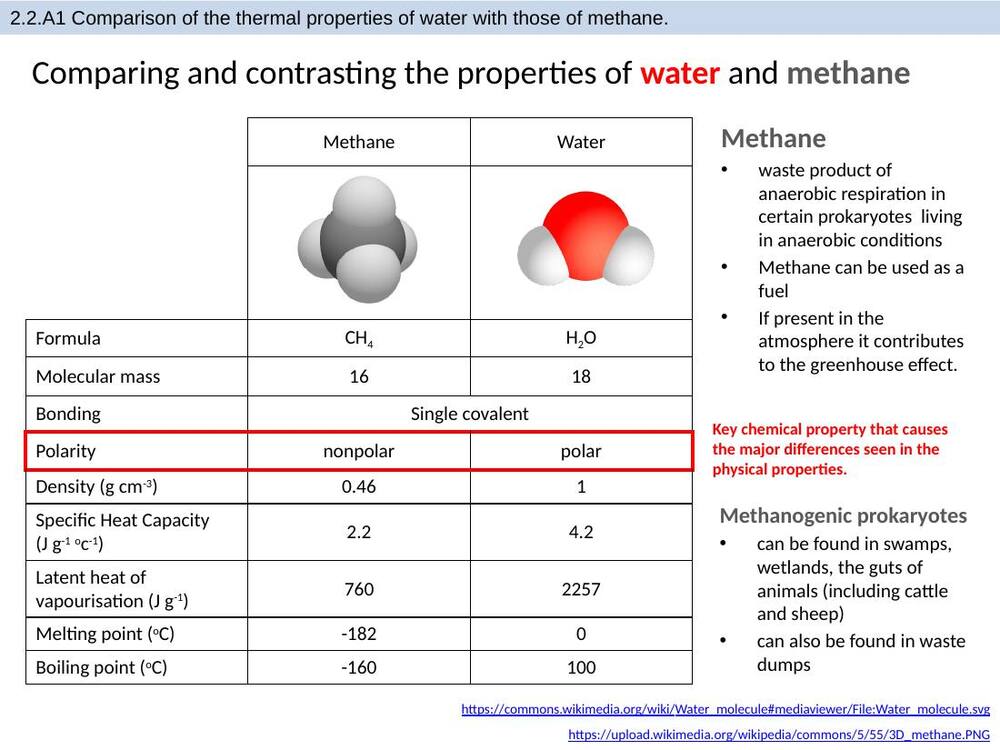 2.2.A1 Comparison of the thermal properties of water with those of methane.
Comparing and contrasting the properties of water and methane
Methane Water
Formula CH₄ H₂O
Molecular mass 16 18
Bonding Single covalent
Polarity nonpolar polar
Density (g cm⁻³) 0.46 1
Specific Heat Capacity
(J g⁻¹ ᵒc⁻¹) 2.2 4.2
Latent heat of
vapourisation (J g⁻¹) 760 2257
Melting point (ᵒC) -182 0
Boiling point (ᵒC) -160 100
Methane
• waste product of
anaerobic respiration in
certain prokaryotes living
in anaerobic conditions
• Methane can be used as a
fuel
• If present in the
atmosphere it contributes
to the greenhouse effect.
Key chemical property that causes
the major differences seen in the
physical properties.
Methanogenic prokaryotes
• can be found in swamps,
wetlands, the guts of
animals (including cattle
and sheep)
• can also be found in waste
dumps
https://commons.wikimedia.org/wiki/Water_molecule#mediaviewer/File:Water_molecule.svg
https://upload.wikimedia.org/wikipedia/commons/5/55/3D_methane.PNG